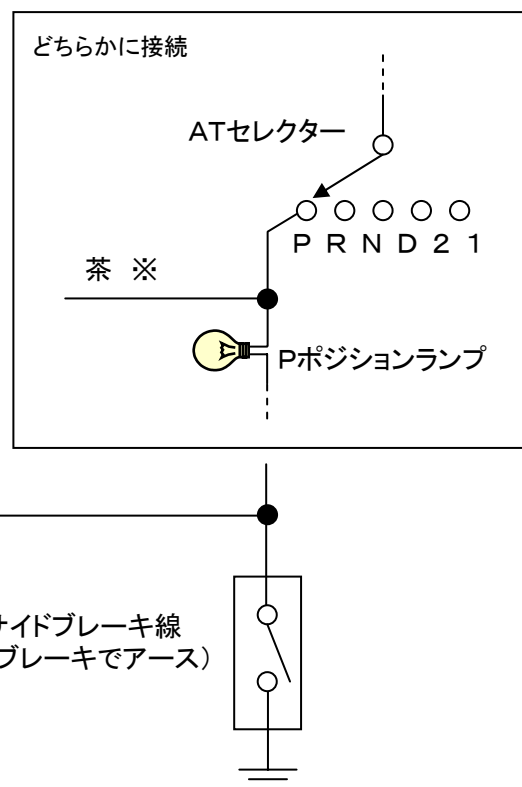 どちらかに接続
ATセレクター
P R N D 2 1
茶 ※
Pポジションランプ
イドブレーキ線
ブレーキでアース）